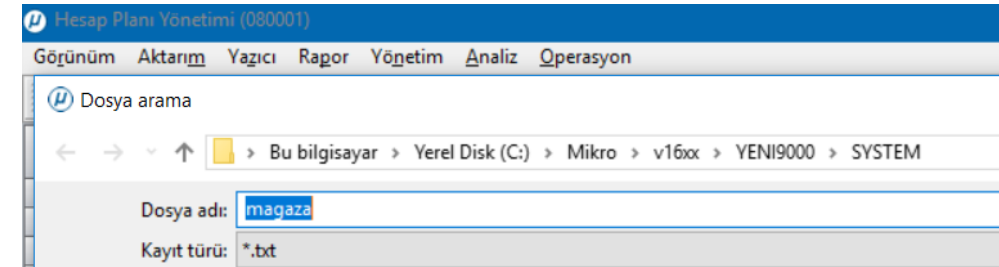 Hesap Planı Yönetimi (080001)
Görünüm Aktarım Yazıcı Rapor Yönetim Analiz Operasyon
Dosya arama
Bu bilgisayar > Yerel Disk (C:) > Mikro > v16xx > YENI9000 > SYSTEM
Dosya adı: magaza
Kayıt türü: *.txt